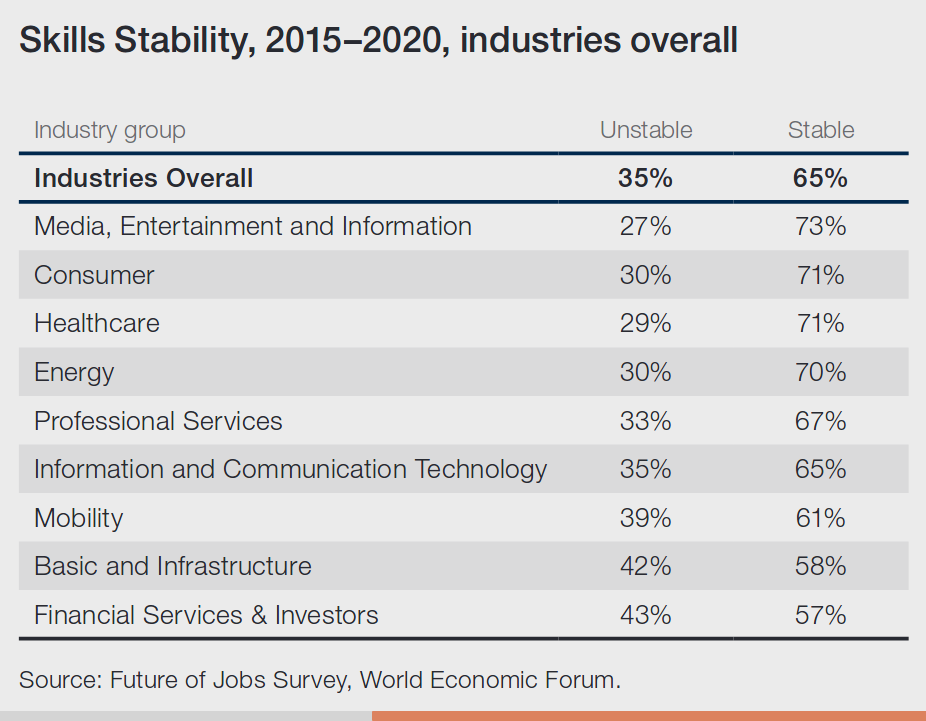 Skills Stability, 2015–2020, industries overall
Industry group Unstable Stable
Industries Overall 35% 65%
Media, Entertainment and Information 27% 73%
Consumer 30% 71%
Healthcare 29% 71%
Energy 30% 70%
Professional Services 33% 67%
Information and Communication Technology 35% 65%
Mobility 39% 61%
Basic and Infrastructure 42% 58%
Financial Services & Investors 43% 57%
Source: Future of Jobs Survey, World Economic Forum.